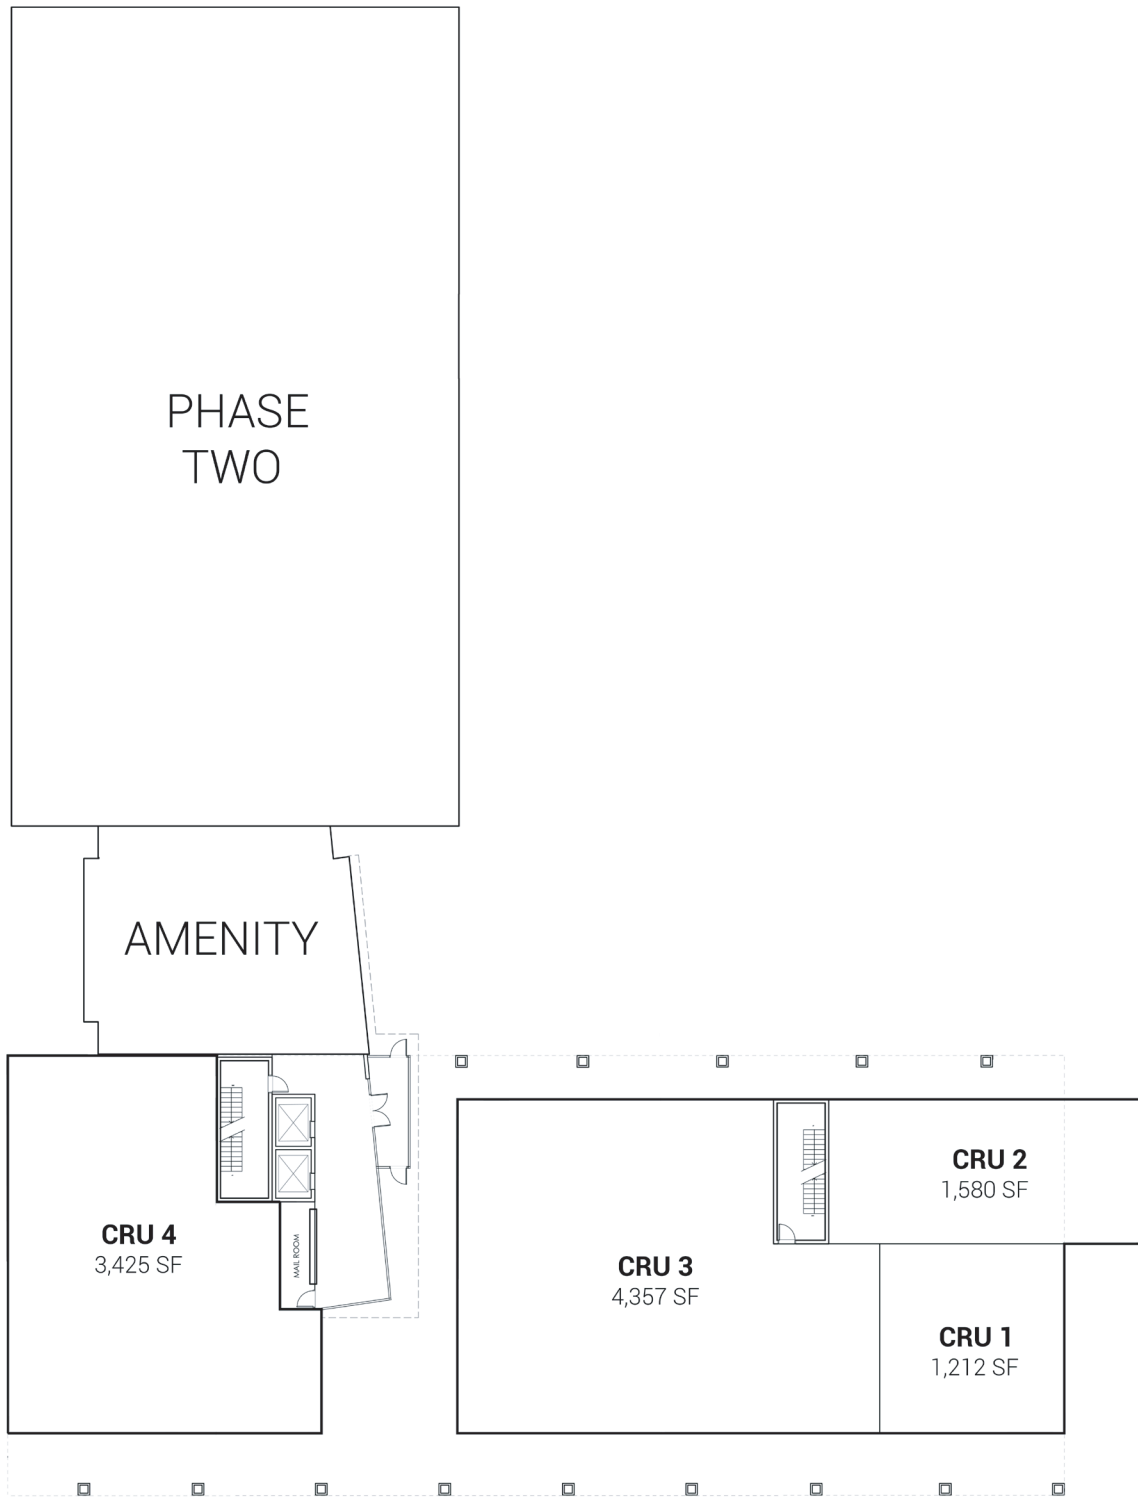 PHASE
TWO
AMENITY
CRU 4
3,425 SF
MAIL ROOM
CRU 3
4,357 SF
CRU 2
1,580 SF
CRU 1
1,212 SF